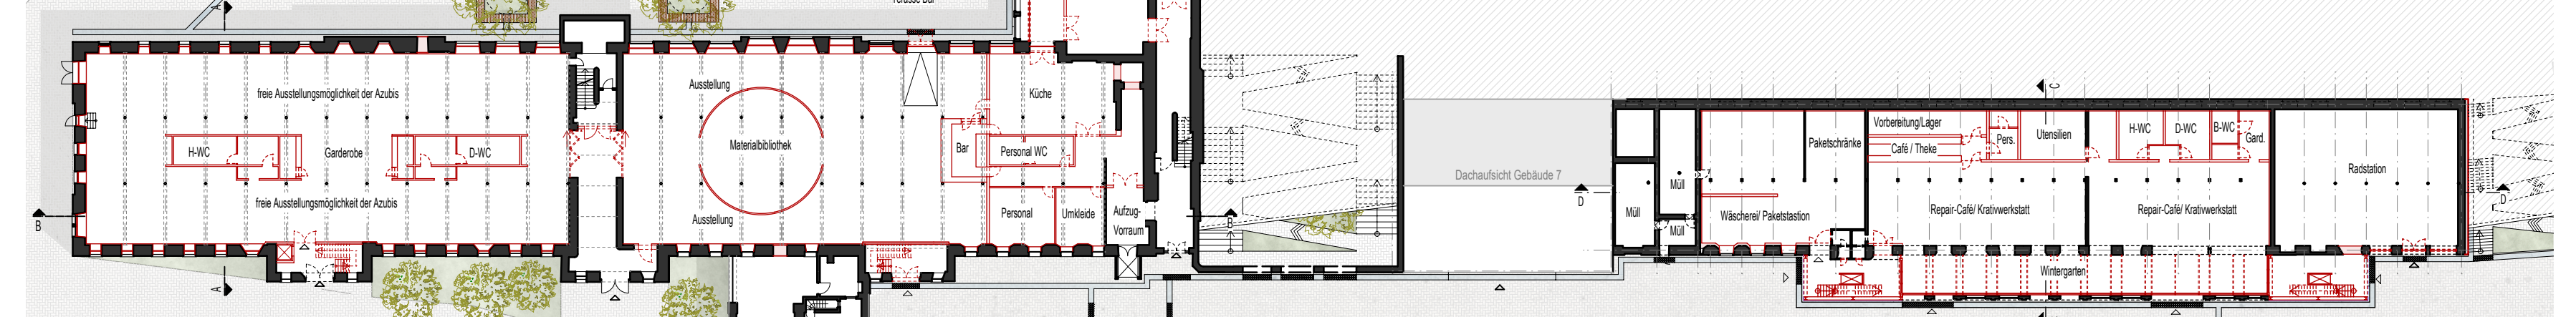 Terasse Bar
A
freie Ausstellungsmöglichkeit der Azubis
H-WC
Garderobe
D-WC
freie Ausstellungsmöglichkeit der Azubis
B
A
Ausstellung
Materialbibliothek
Ausstellung
Bar
Küche
Personal WC
Personal
Umkleide
Aufzug-
Vorraum
B
Dachaufsicht Gebäude 7
D
Müll
Müll
Müll
Wäscherei/ Paketstation
Paketschränke
Vorbereitung/Lager
Café / Theke
Pers.
Utensilien
C
Repair-Café/ Krativwerkstatt
H-WC
D-WC
B-WC
Gard.
Repair-Café/ Krativwerkstatt
Radstation
D
Wintergarten